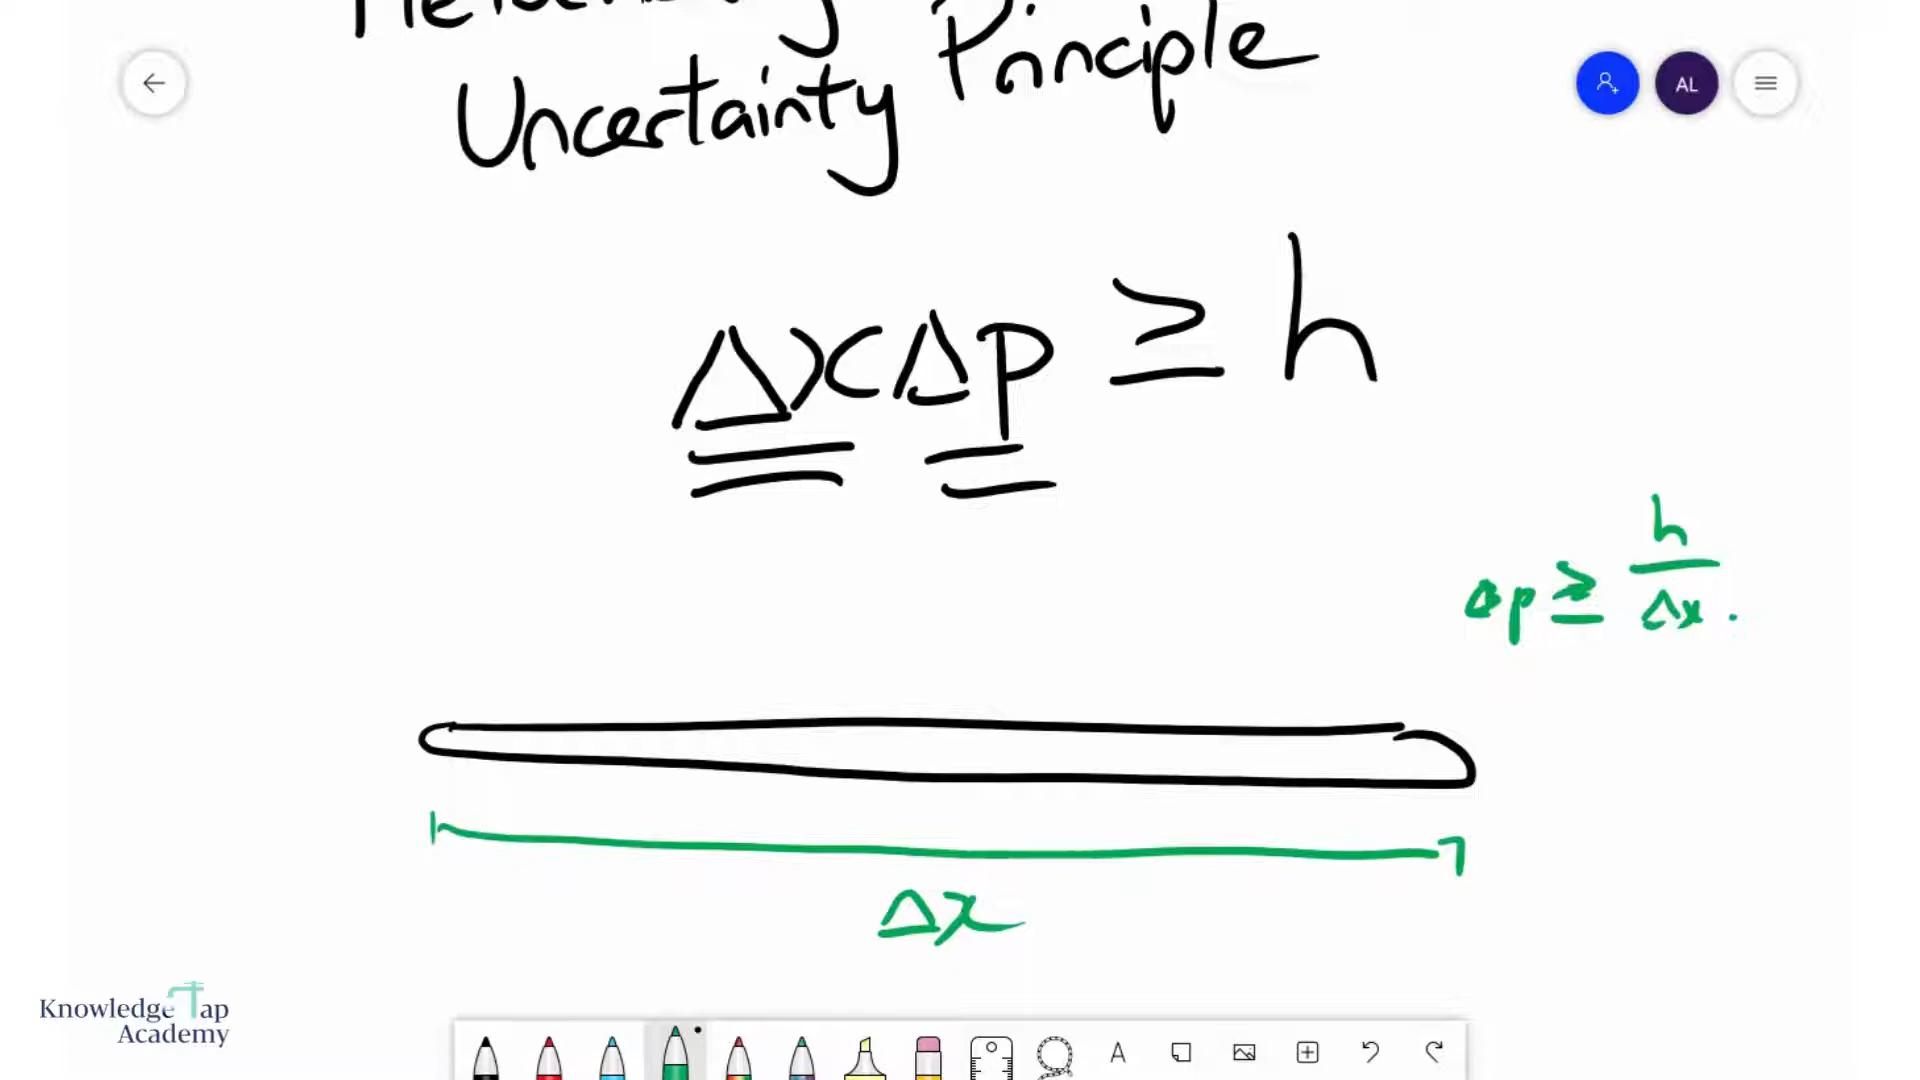 Uncertainty Principle
ΔxΔp ≥ h
Δp ≥ h/Δx.
Δx
AL
Knowledge Tap
Academy
A